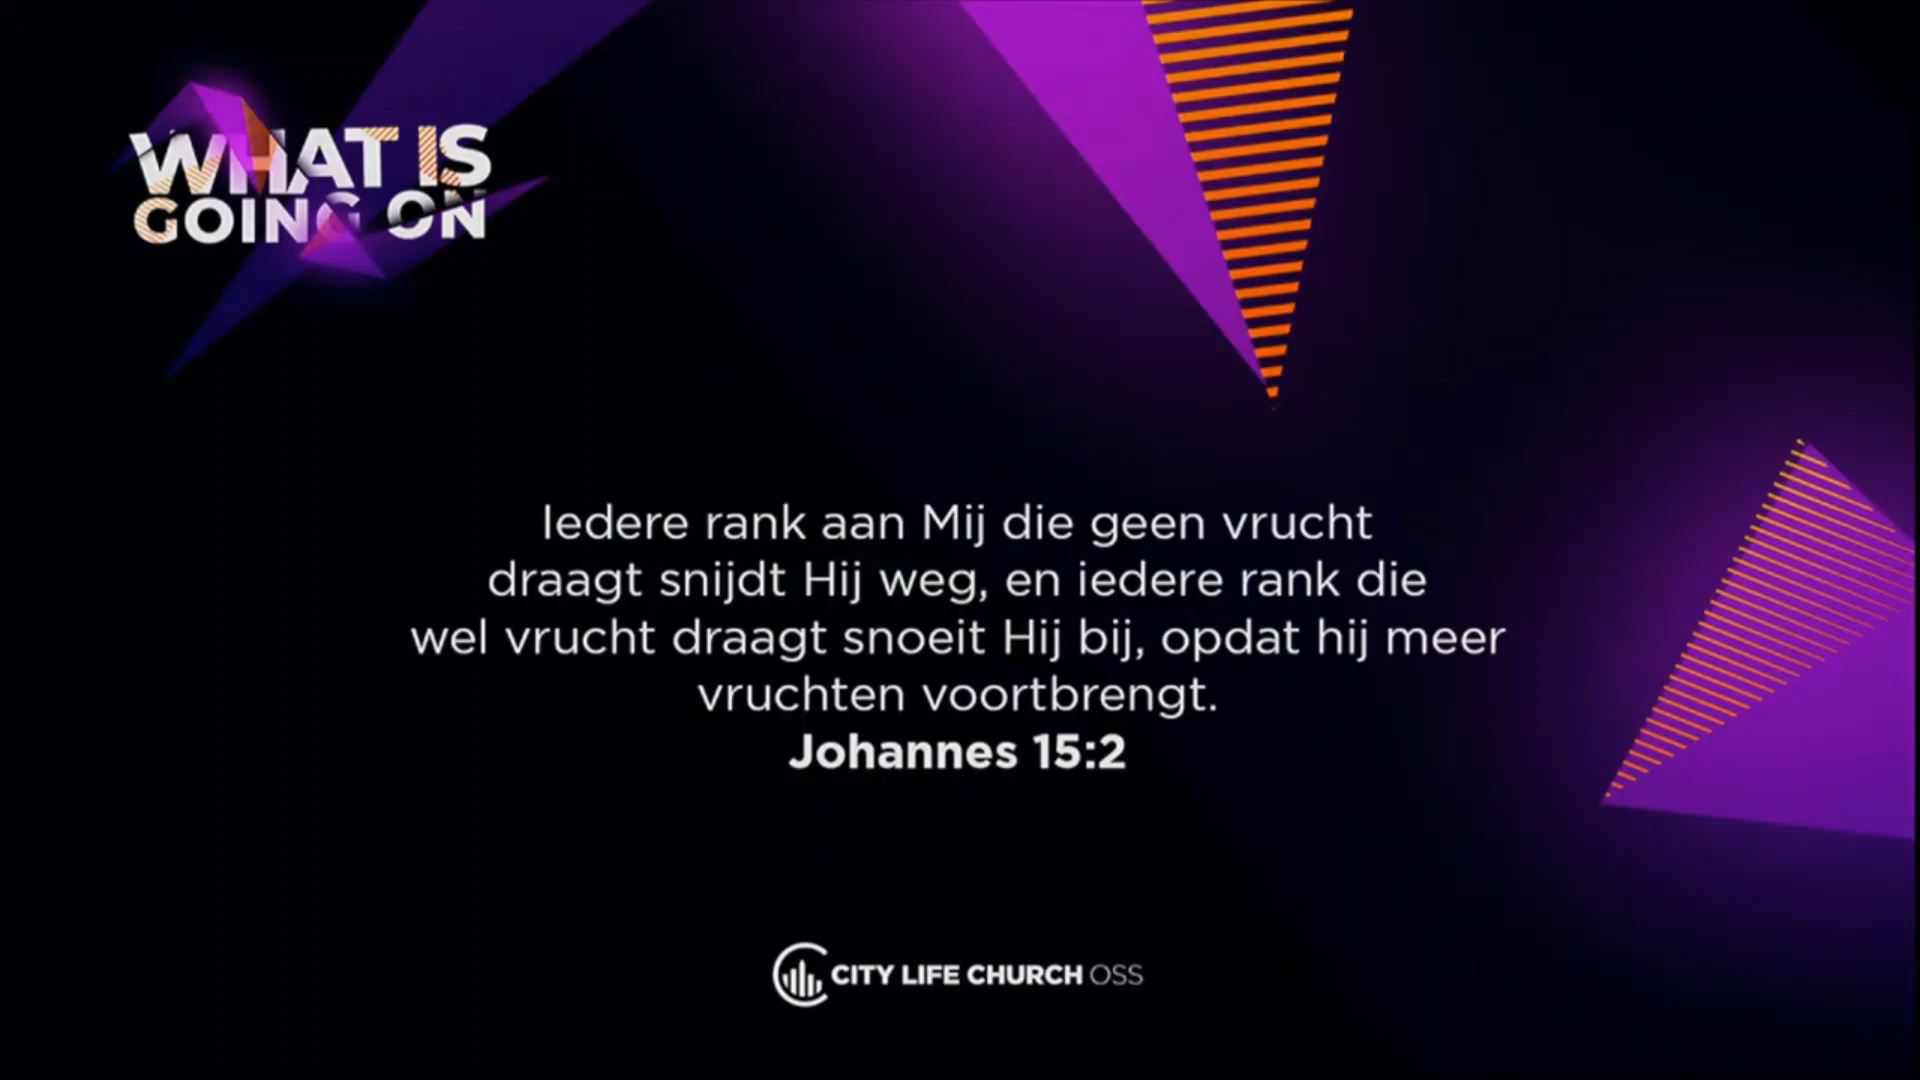 WHAT IS
GOING ON
Iedere rank aan Mij die geen vrucht
draagt snijdt Hij weg, en iedere rank die
wel vrucht draagt snoeit Hij bij, opdat hij meer
vruchten voortbrengt.
Johannes 15:2
CITY LIFE CHURCH OSS